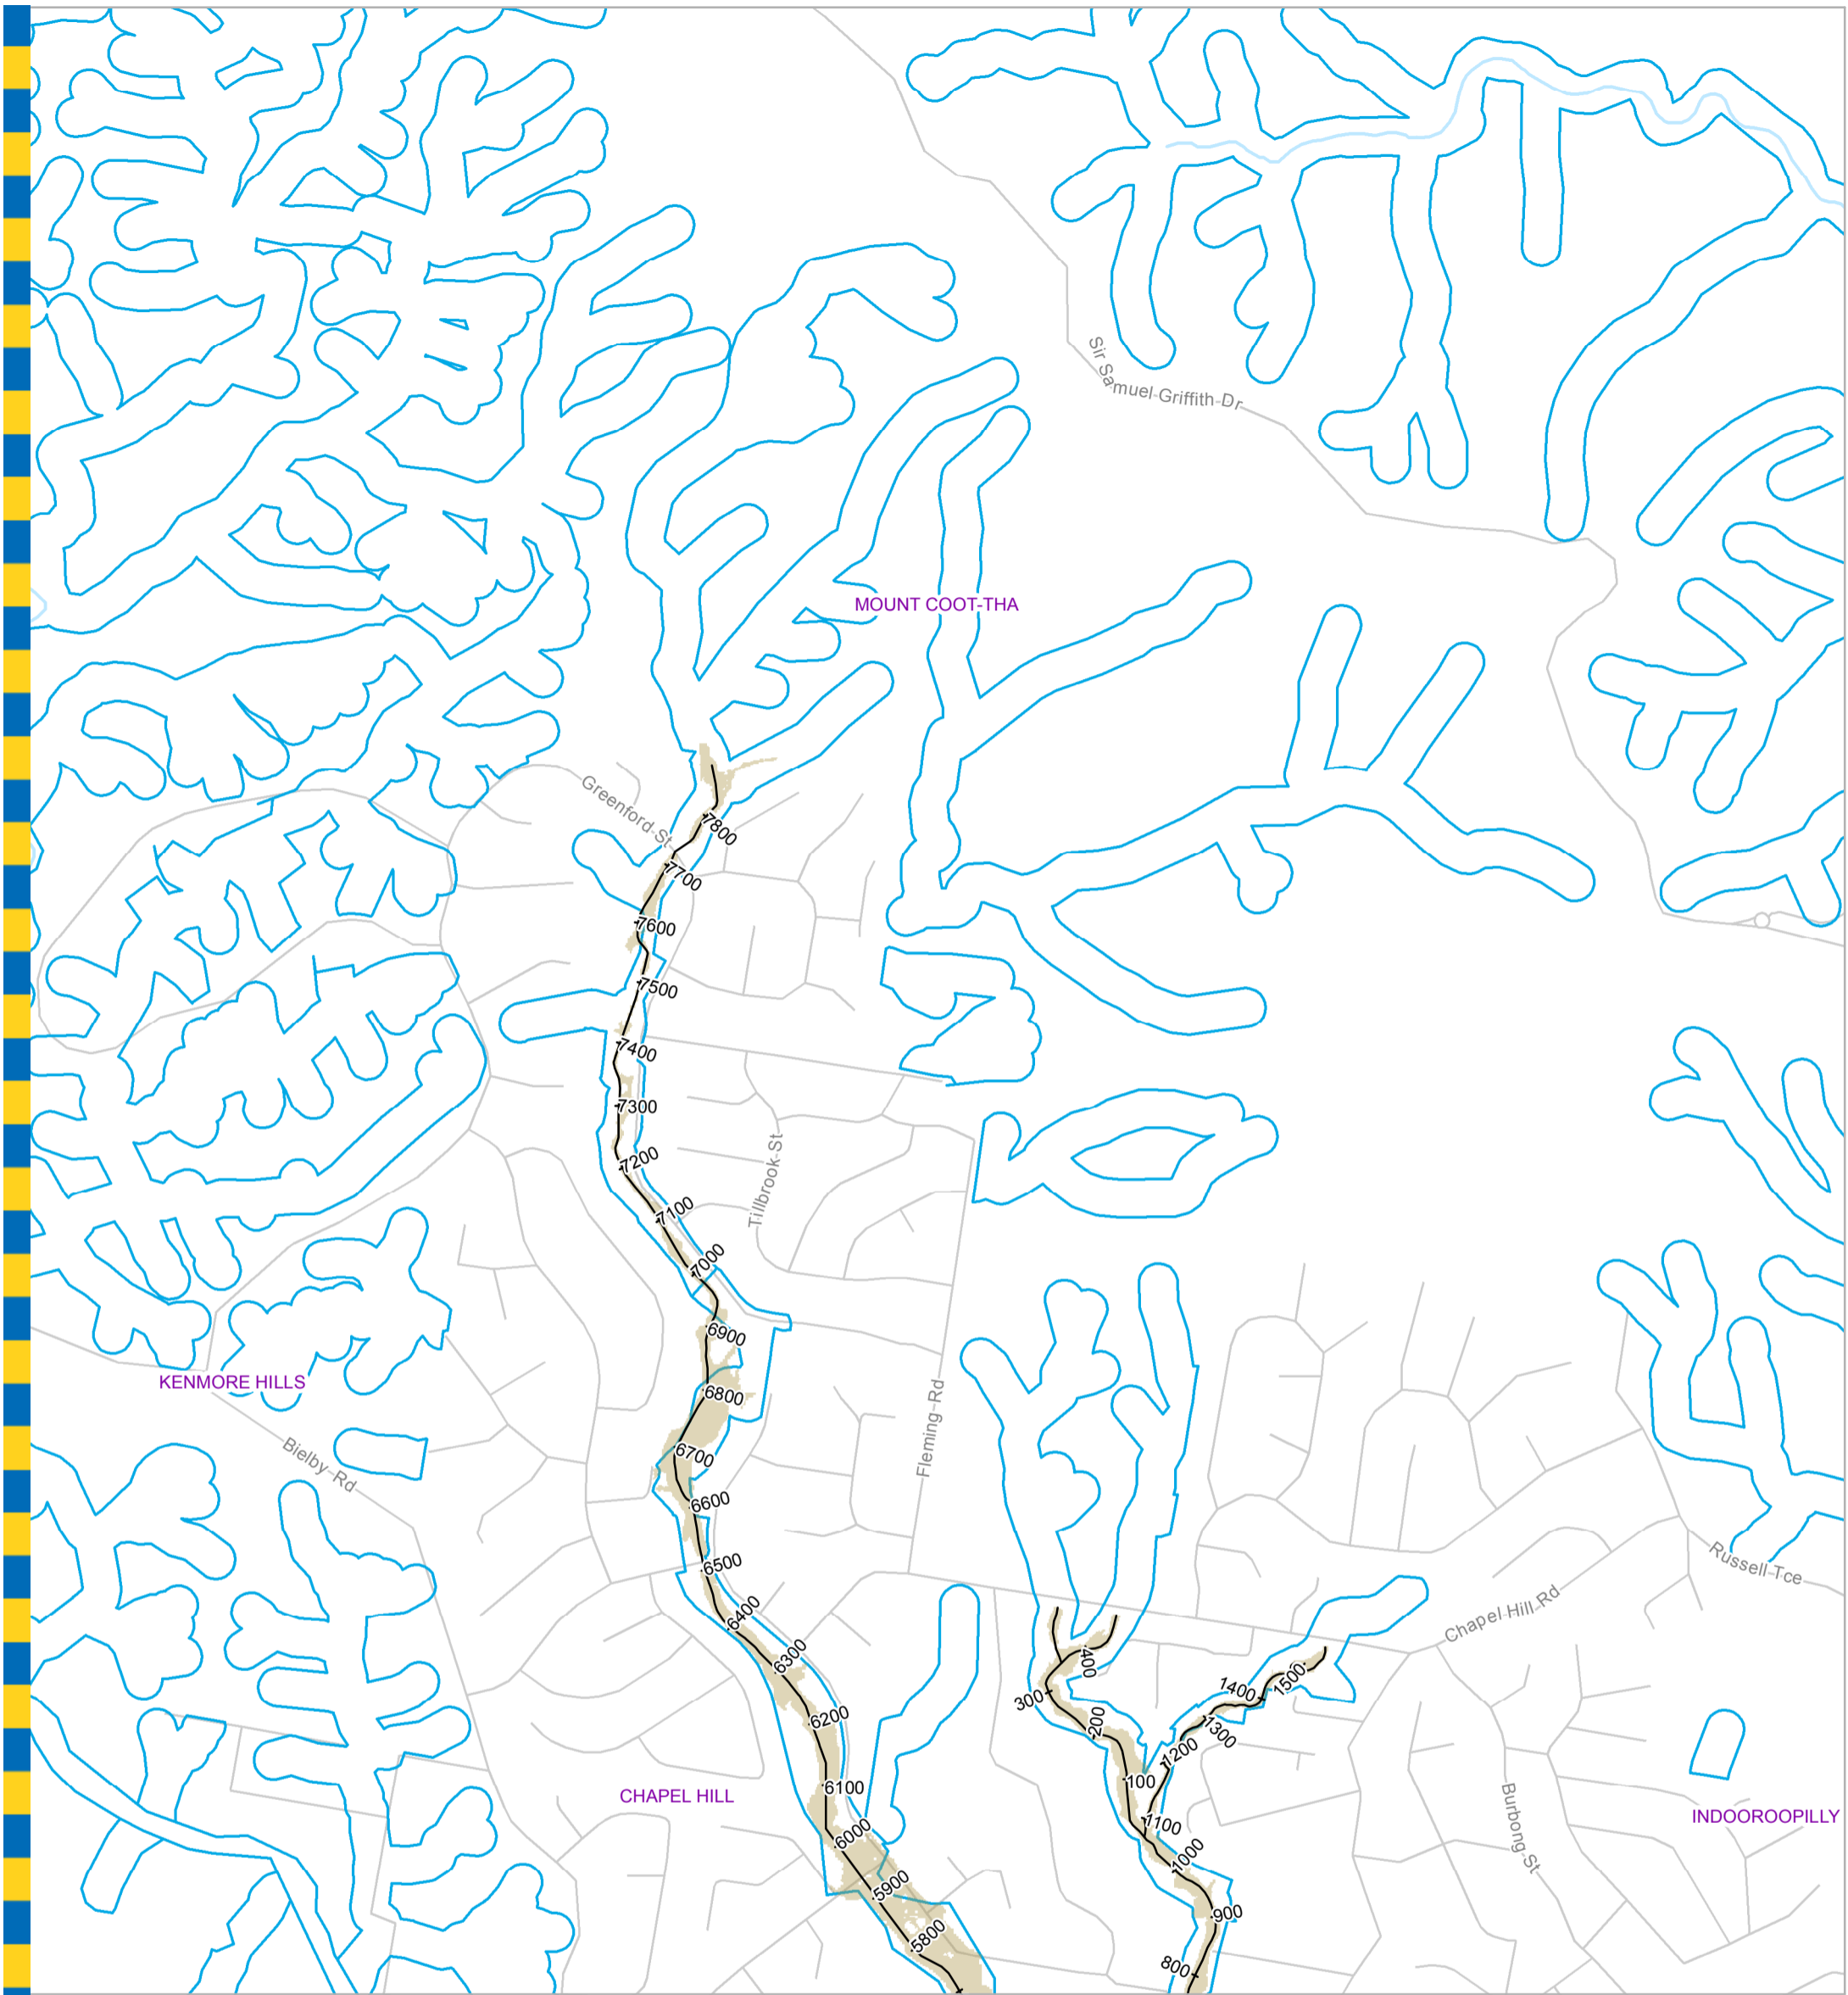 Sir Samuel Griffith Dr
MOUNT COOT-THA
Greenford St
7800
7700
7600
7500
7400
7300
7200
7100
Tillbrook St
7000
6900
6800
KENMORE HILLS
Bielby Rd
6700
Fleming Rd
6600
6500
Russell Tce
6400
Chapel Hill Rd
6300
400
1500
1400
300
6200
200
1300
1200
6100
100
CHAPEL HILL
INDOOROOPILLY
1100
Burbong St
6000
1000
5900
900
5800
800